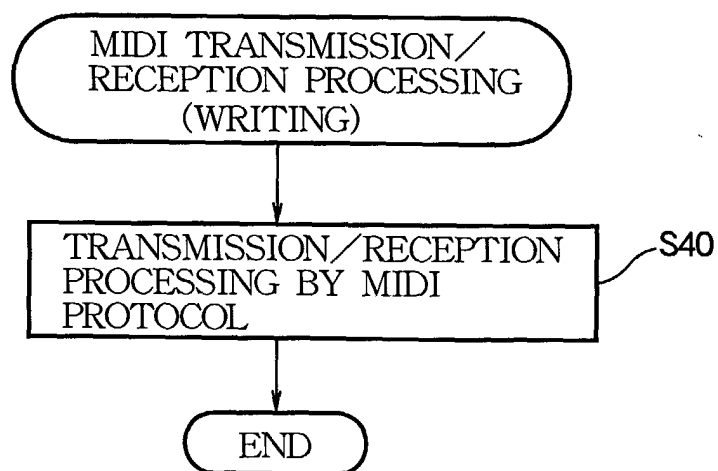 MIDI TRANSMISSION/
RECEPTION PROCESSING
(WRITING)
TRANSMISSION/RECEPTION
PROCESSING BY MIDI
PROTOCOL
S40
END